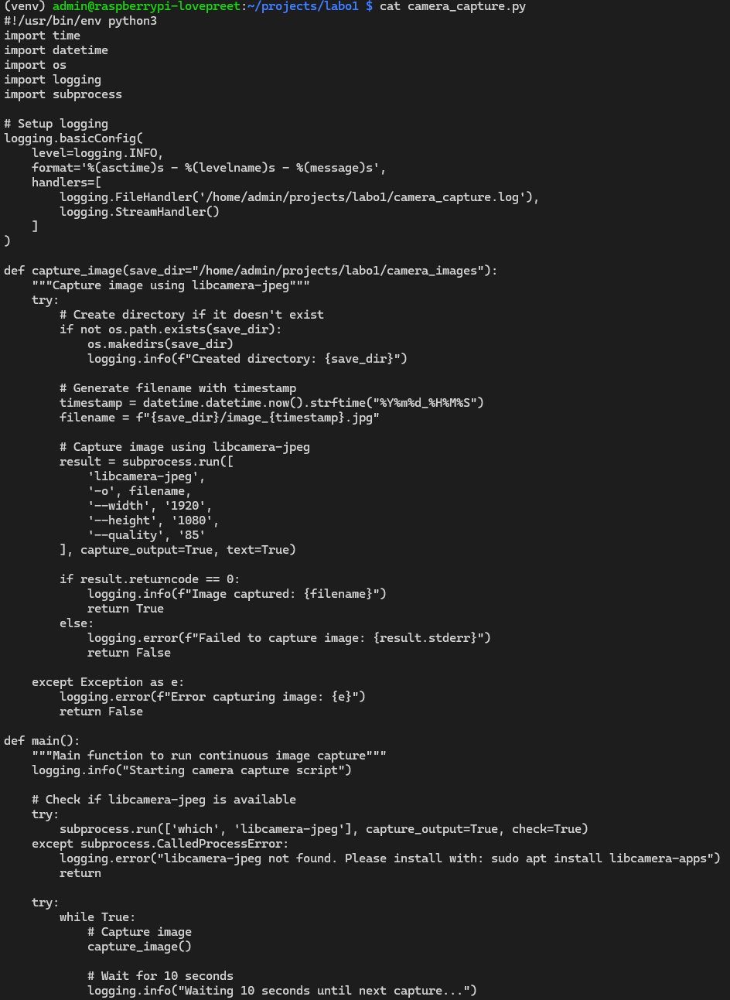 (venv) admin@raspberrypi-lovepreet:~/projects/labo1 $ cat camera_capture.py
#!/usr/bin/env python3
import time
import datetime
import os
import logging
import subprocess

# Setup logging
logging.basicConfig(
    level=logging.INFO,
    format='%(asctime)s - %(levelname)s - %(message)s',
    handlers=[
        logging.FileHandler('/home/admin/projects/labo1/camera_capture.log'),
        logging.StreamHandler()
    ]
)

def capture_image(save_dir="/home/admin/projects/labo1/camera_images"):
    """Capture image using libcamera-jpeg"""
    try:
        # Create directory if it doesn't exist
        if not os.path.exists(save_dir):
            os.makedirs(save_dir)
            logging.info(f"Created directory: {save_dir}")

        # Generate filename with timestamp
        timestamp = datetime.datetime.now().strftime("%Y%m%d_%H%M%S")
        filename = f"{save_dir}/image_{timestamp}.jpg"

        # Capture image using libcamera-jpeg
        result = subprocess.run([
            'libcamera-jpeg',
            '-o', filename,
            '--width', '1920',
            '--height', '1080',
            '--quality', '85'
        ], capture_output=True, text=True)

        if result.returncode == 0:
            logging.info(f"Image captured: {filename}")
            return True
        else:
            logging.error(f"Failed to capture image: {result.stderr}")
            return False

    except Exception as e:
        logging.error(f"Error capturing image: {e}")
        return False

def main():
    """Main function to run continuous image capture"""
    logging.info("Starting camera capture script")

    # Check if libcamera-jpeg is available
    try:
        subprocess.run(['which', 'libcamera-jpeg'], capture_output=True, check=True)
    except subprocess.CalledProcessError:
        logging.error("libcamera-jpeg not found. Please install with: sudo apt install libcamera-apps")
        return

    try:
        while True:
            # Capture image
            capture_image()

            # Wait for 10 seconds
            logging.info("Waiting 10 seconds until next capture...")